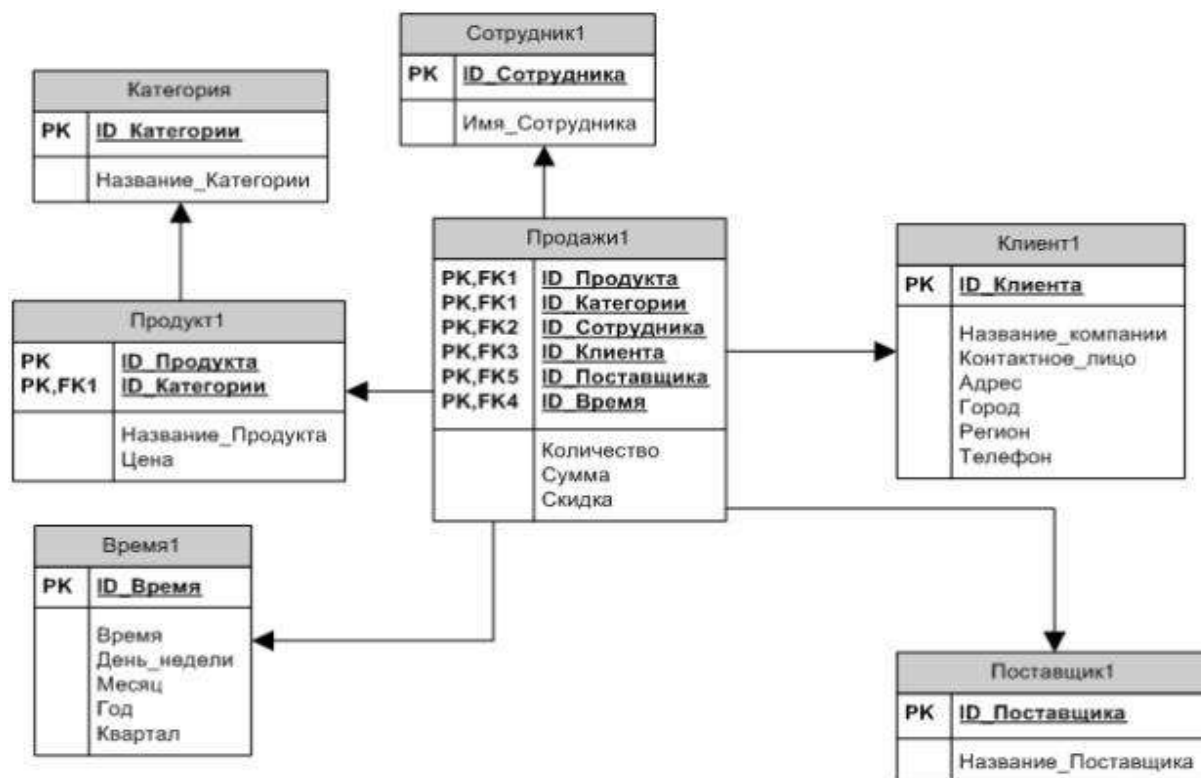 Сотрудник1
PK ID_Сотрудника
Имя_Сотрудника
Категория
PK ID_Категории
Название_Категории
Продажи1
PK,FK1 ID_Продукта
PK,FK1 ID_Категории
PK,FK2 ID_Сотрудника
PK,FK3 ID_Клиента
PK,FK5 ID_Поставщика
PK,FK4 ID_Время
Количество
Сумма
Скидка
Клиент1
PK ID_Клиента
Название_компании
Контактное_лицо
Адрес
Город
Регион
Телефон
Продукт1
PK ID_Продукта
PK,FK1 ID_Категории
Название_Продукта
Цена
Время1
PK ID_Время
Время
День_недели
Месяц
Год
Квартал
Поставщик1
PK ID_Поставщика
Название_Поставщика